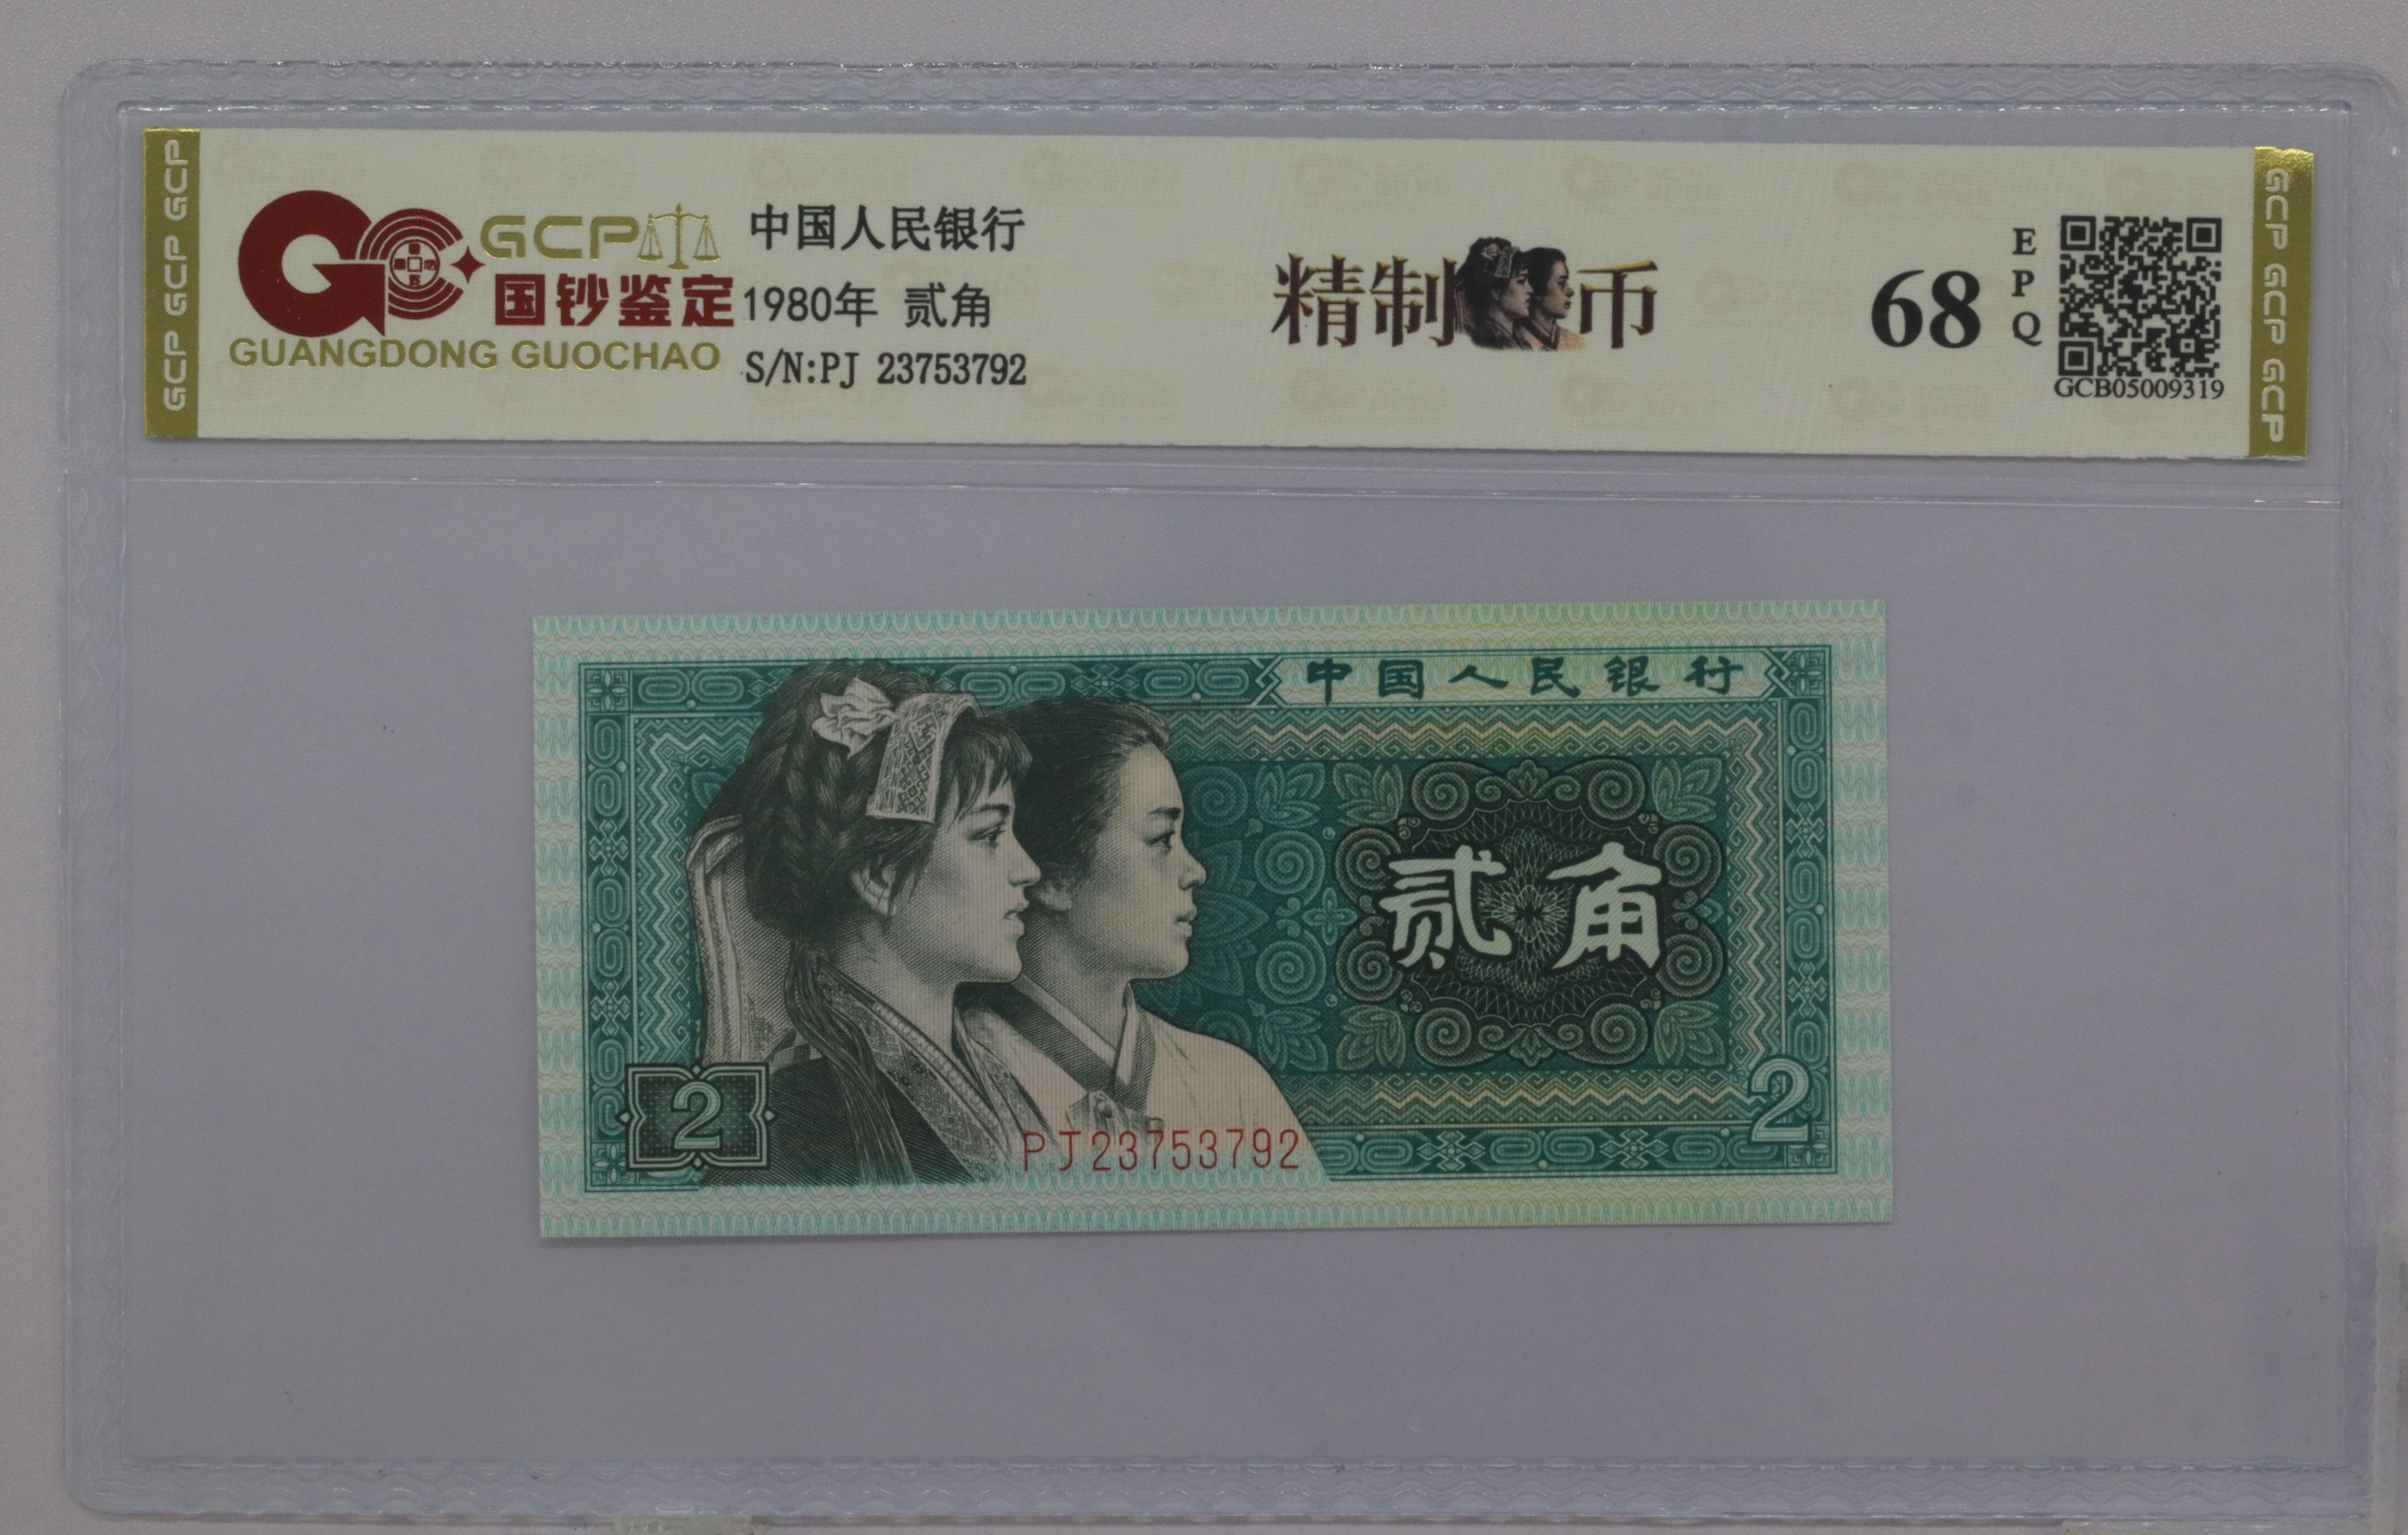 GCP GCP GCP
GCP
国钞鉴定
GUANGDONG GUOCHAO
中国人民银行
1980年 贰角
S/N:PJ 23753792
精制 币
68
EPQ
GCB05009319
GCP GCP GCP
中国人民银行
贰角
2
PJ23753792
2